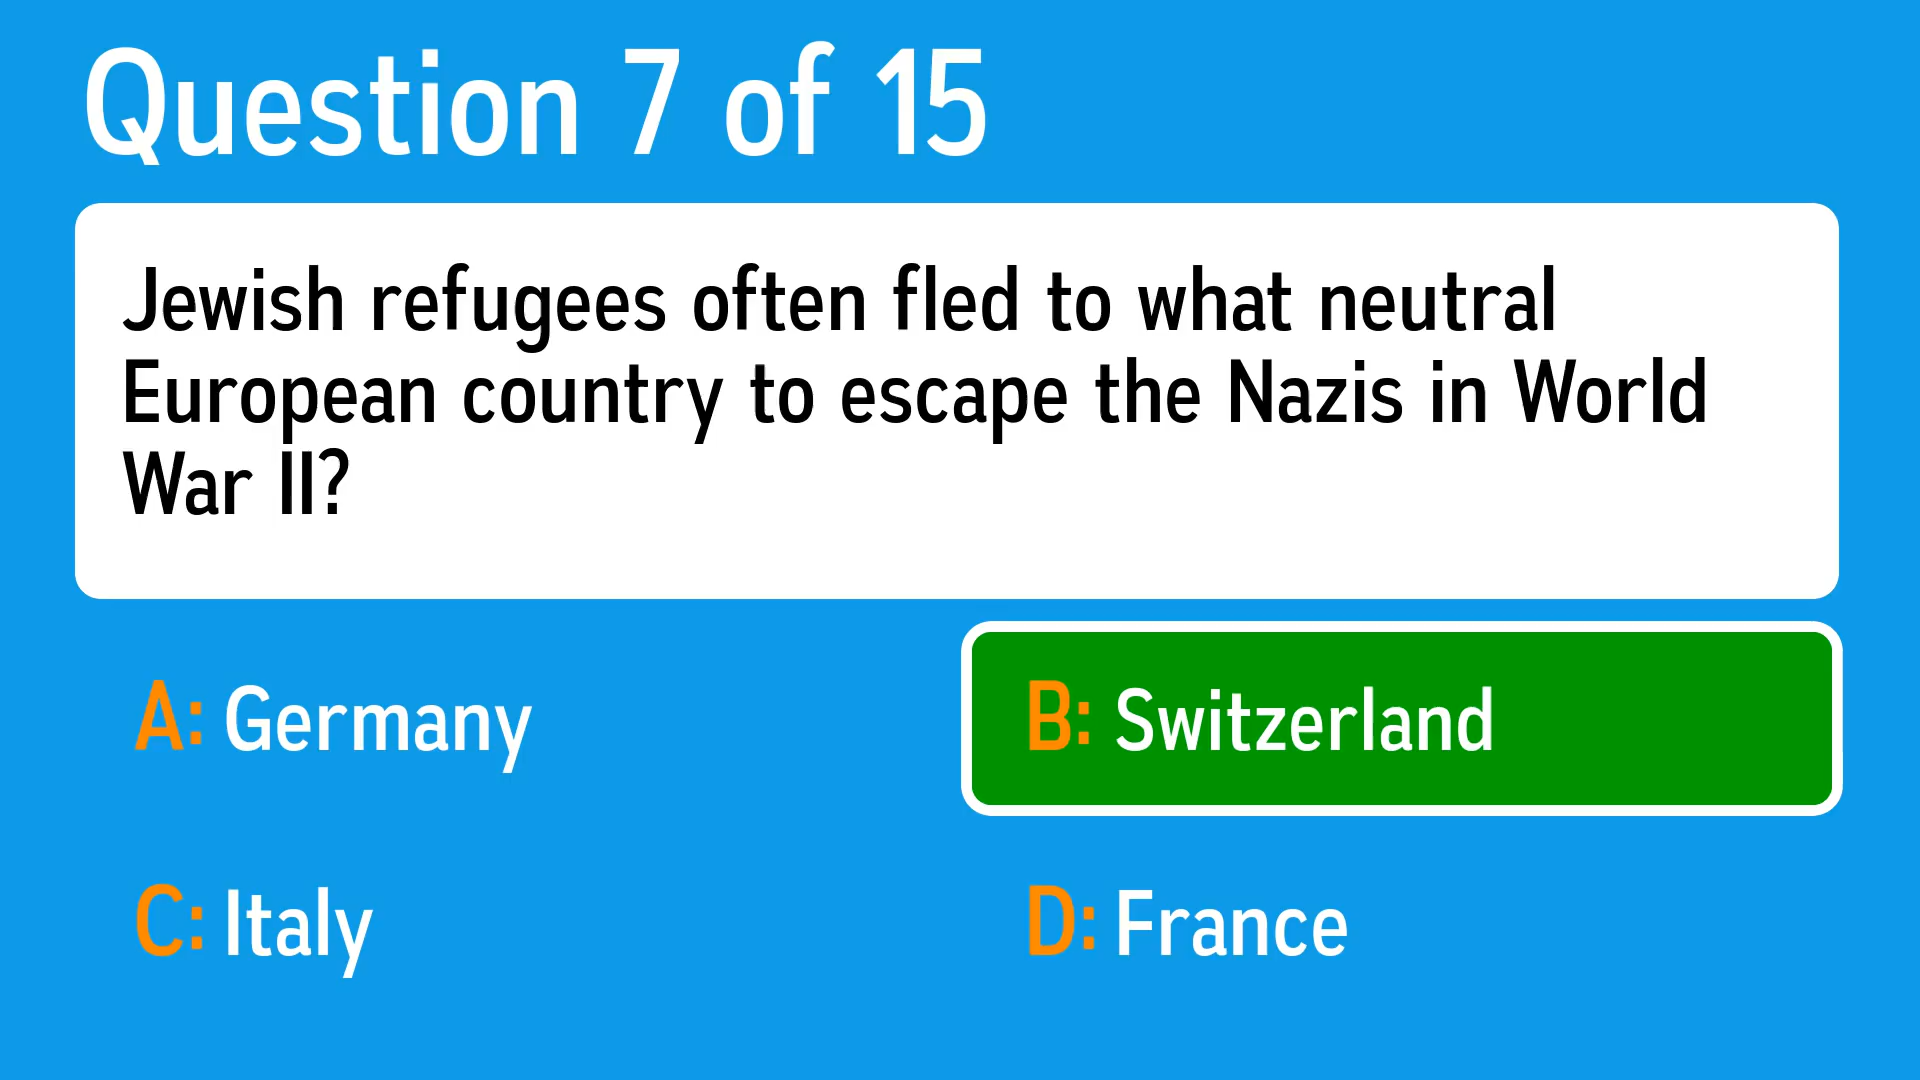 Question 7 of 15
Jewish refugees often fled to what neutral
European country to escape the Nazis in World
War II?
A: Germany
B: Switzerland
C: Italy
D: France